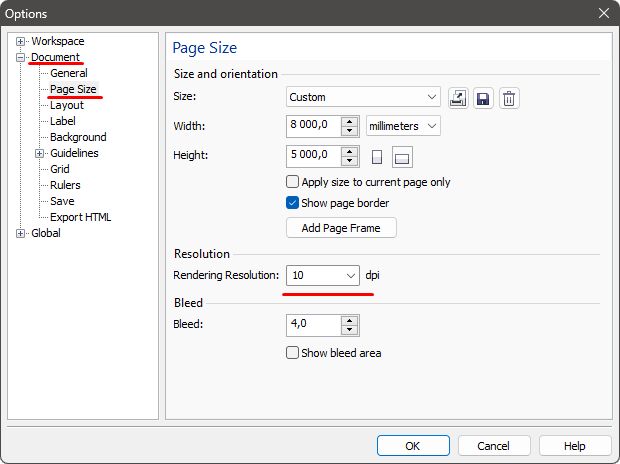 Options
Workspace
Document
General
Page Size
Layout
Label
Background
Guidelines
Grid
Rulers
Save
Export HTML
Global
Page Size
Size and orientation
Size: Custom
Width: 8 000,0 millimeters
Height: 5 000,0
Apply size to current page only
Show page border
Add Page Frame
Resolution
Rendering Resolution: 10 dpi
Bleed
Bleed: 4,0
Show bleed area
OK Cancel Help